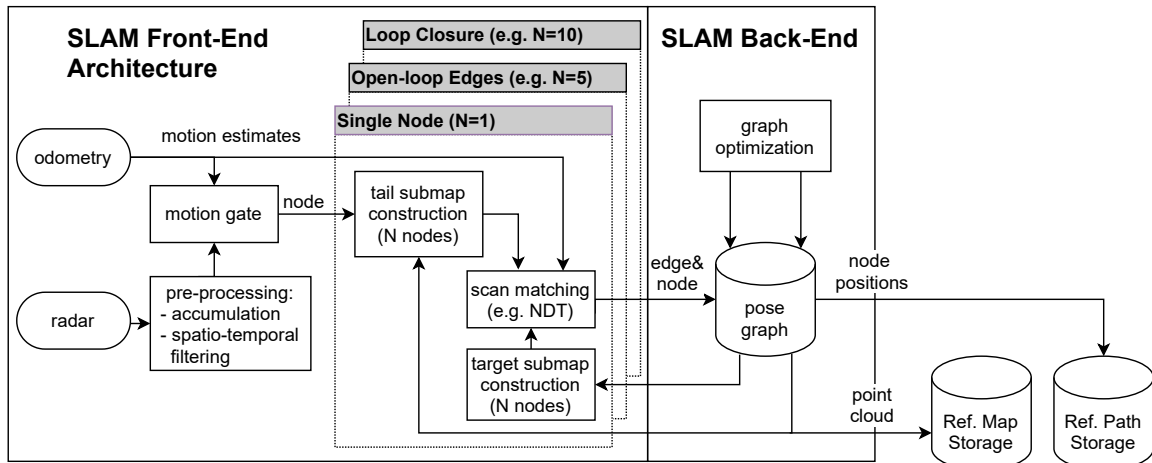 SLAM Front-End
Architecture
Loop Closure (e.g. N=10)
Open-loop Edges (e.g. N=5)
Single Node (N=1)
SLAM Back-End
odometry
motion estimates
motion gate
node
tail submap
construction
(N nodes)
graph
optimization
radar
pre-processing:
- accumulation
- spatio-temporal
filtering
scan matching
(e.g. NDT)
target submap
construction
(N nodes)
edge&
node
pose
graph
node
positions
point
cloud
Ref. Map
Storage
Ref. Path
Storage